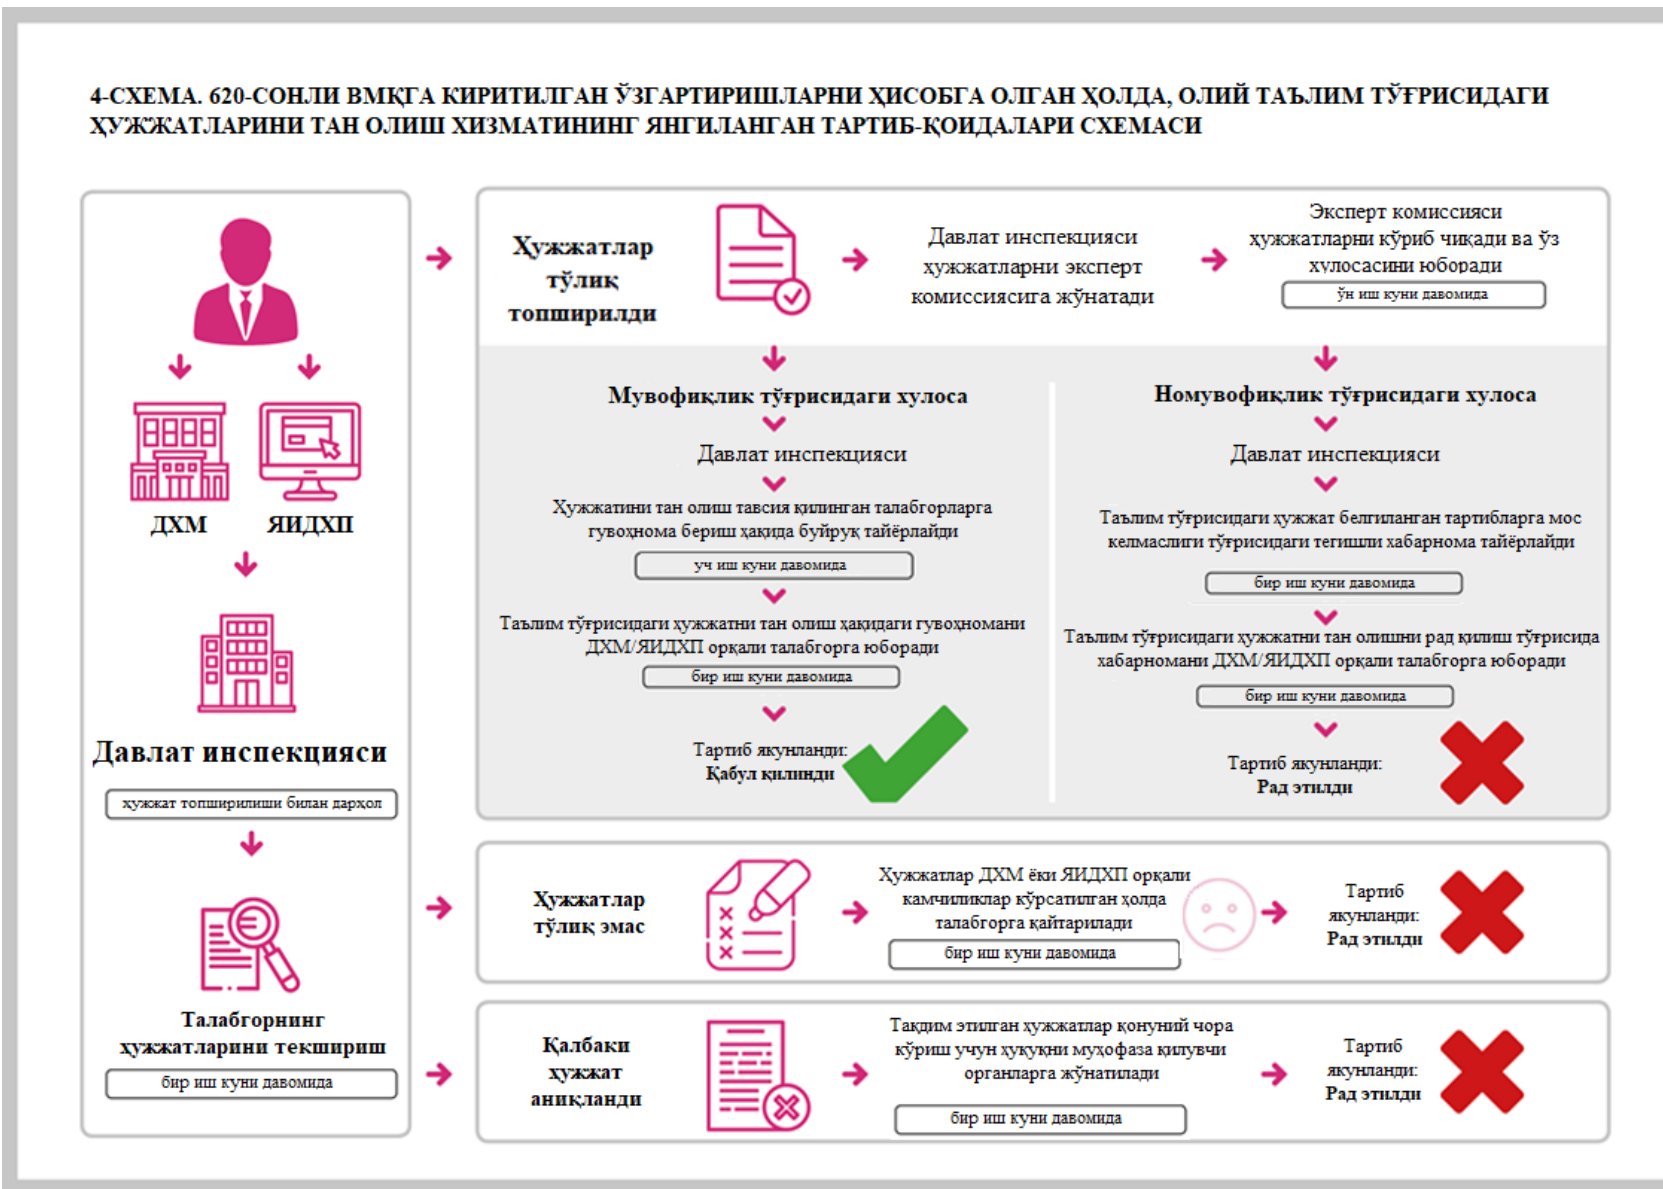 4-СХЕМА. 620-СОНЛИ ВМҚГА КИРИТИЛГАН ЎЗГАРТИРИШЛАРНИ ҲИСОБГА ОЛГАН ҲОЛДА, ОЛИЙ ТАЪЛИМ ТЎҒРИСИДАГИ
ҲУЖЖАТЛАРИНИ ТАН ОЛИШ ХИЗМАТИНИНГ ЯНГИЛАНГАН ТАРТИБ-ҚОИДАЛАРИ СХЕМАСИ
ДХМ
ЯИДХП
Давлат инспекцияси
ҳужжат топширилиши билан дарҳол
Талабгорнинг
ҳужжатларини текшириш
бир иш куни давомида
Ҳужжатлар
тўлиқ
топширилди
Давлат инспекцияси
ҳужжатларни эксперт
комиссиясига жўнатади
Эксперт комиссияси
ҳужжатларни кўриб чиқади ва ўз
хулосасини юборади
ўн иш куни давомида
Мувофиқлик тўғрисидаги хулоса
Давлат инспекцияси
Ҳужжатини тан олиш тавсия қилинган талабгорларга
гувоҳнома бериш ҳақида буйруқ тайёрлайди
уч иш куни давомида
Таълим тўғрисидаги ҳужжатни тан олиш ҳақидаги гувоҳномани
ДХМ/ЯИДХП орқали талабгорга юборади
бир иш куни давомида
Тартиб якунланди:
Қабул қилинди
Номувофиқлик тўғрисидаги хулоса
Давлат инспекцияси
Таълим тўғрисидаги ҳужжат белгиланган тартибларга мос
келмаслиги тўғрисидаги тегишли хабарнома тайёрлайди
бир иш куни давомида
Таълим тўғрисидаги ҳужжатни тан олишни рад қилиш тўғрисида
хабарномани ДХМ/ЯИДХП орқали талабгорга юборади
бир иш куни давомида
Тартиб якунланди:
Рад этилди
Ҳужжатлар
тўлиқ эмас
Ҳужжатлар ДХМ ёки ЯИДХП орқали
камчиликлар кўрсатилган ҳолда
талабгорга қайтарилади
бир иш куни давомида
Тартиб
якунланди:
Рад этилди
Қалбаки
ҳужжат
аниқланди
Тақдим этилган ҳужжатлар қонуний чора
кўриш учун ҳуқуқни муҳофаза қилувчи
органларга жўнатилади
бир иш куни давомида
Тартиб
якунланди:
Рад этилди